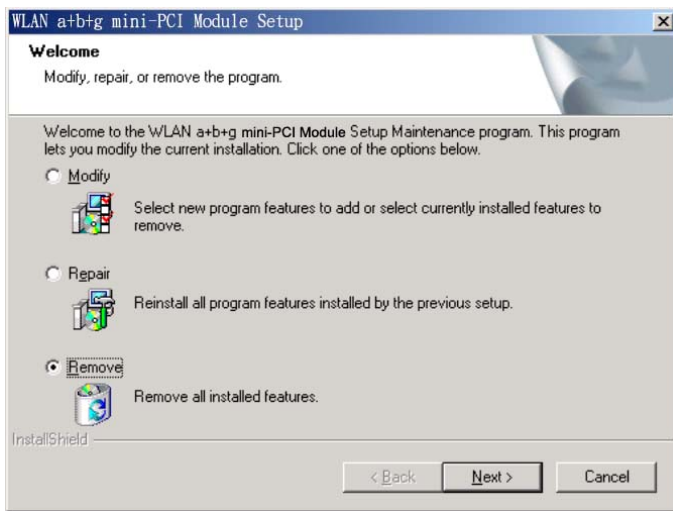 WLAN a+b+g mini-PCI Module Setup
Welcome
Modify, repair, or remove the program.
Welcome to the WLAN a+b+g mini-PCI Module Setup Maintenance program. This program
lets you modify the current installation. Click one of the options below.
Modify
Select new program features to add or select currently installed features to
remove.
Repair
Reinstall all program features installed by the previous setup.
Remove
Remove all installed features.
InstallShield
< Back
Next >
Cancel